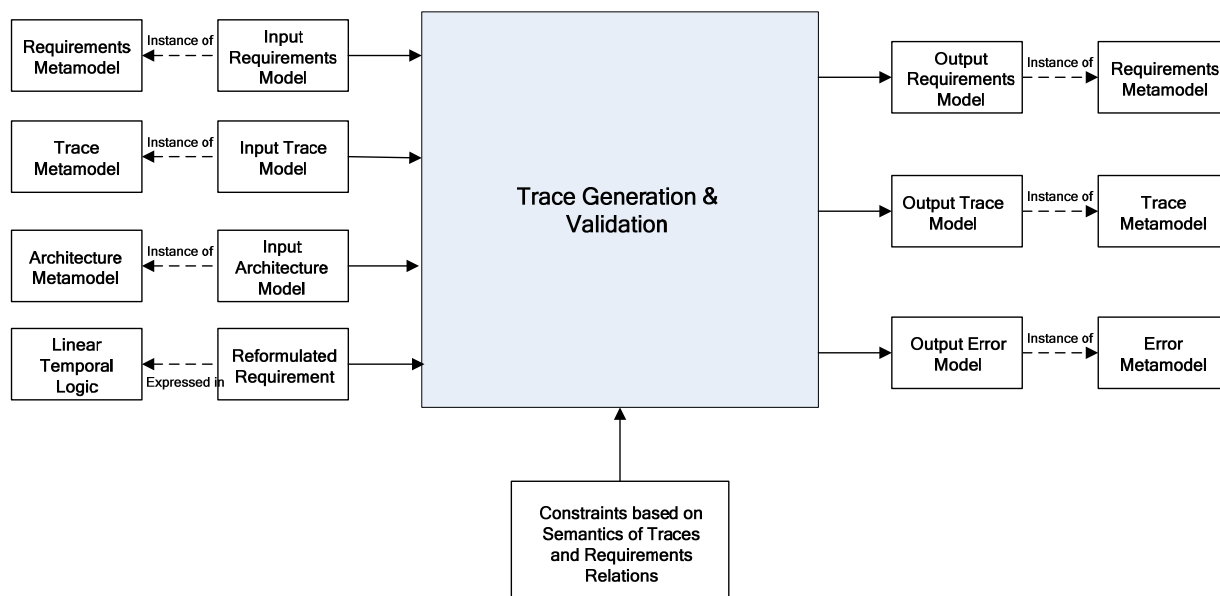 Requirements
Metamodel
Instance of
Input
Requirements
Model
Trace
Metamodel
Instance of
Input Trace
Model
Architecture
Metamodel
Instance of
Input
Architecture
Model
Linear
Temporal
Logic
Expressed in
Reformulated
Requirement
Trace Generation &
Validation
Constraints based on
Semantics of Traces
and Requirements
Relations
Output
Requirements
Model
Instance of
Requirements
Metamodel
Output Trace
Model
Instance of
Trace
Metamodel
Output Error
Model
Instance of
Error
Metamodel